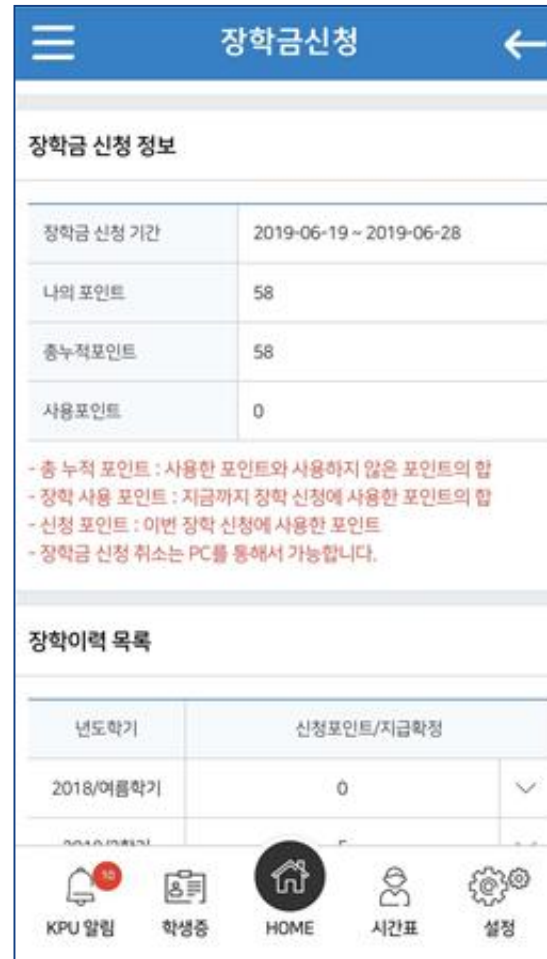 장학금신청
장학금 신청 정보
장학금 신청 기간 2019-06-19 ~ 2019-06-28
나의 포인트 58
총누적포인트 58
사용포인트 0
- 총 누적 포인트 : 사용한 포인트와 사용하지 않은 포인트의 합
- 장학 사용 포인트 : 지금까지 장학 신청에 사용한 포인트의 합
- 신청 포인트 : 이번 장학 신청에 사용한 포인트
- 장학금 신청 취소는 PC를 통해서 가능합니다.
장학이력 목록
년도학기 신청포인트/지급확정
2018/여름학기 0
10
KPU 알림 학생증 HOME 시간표 설정